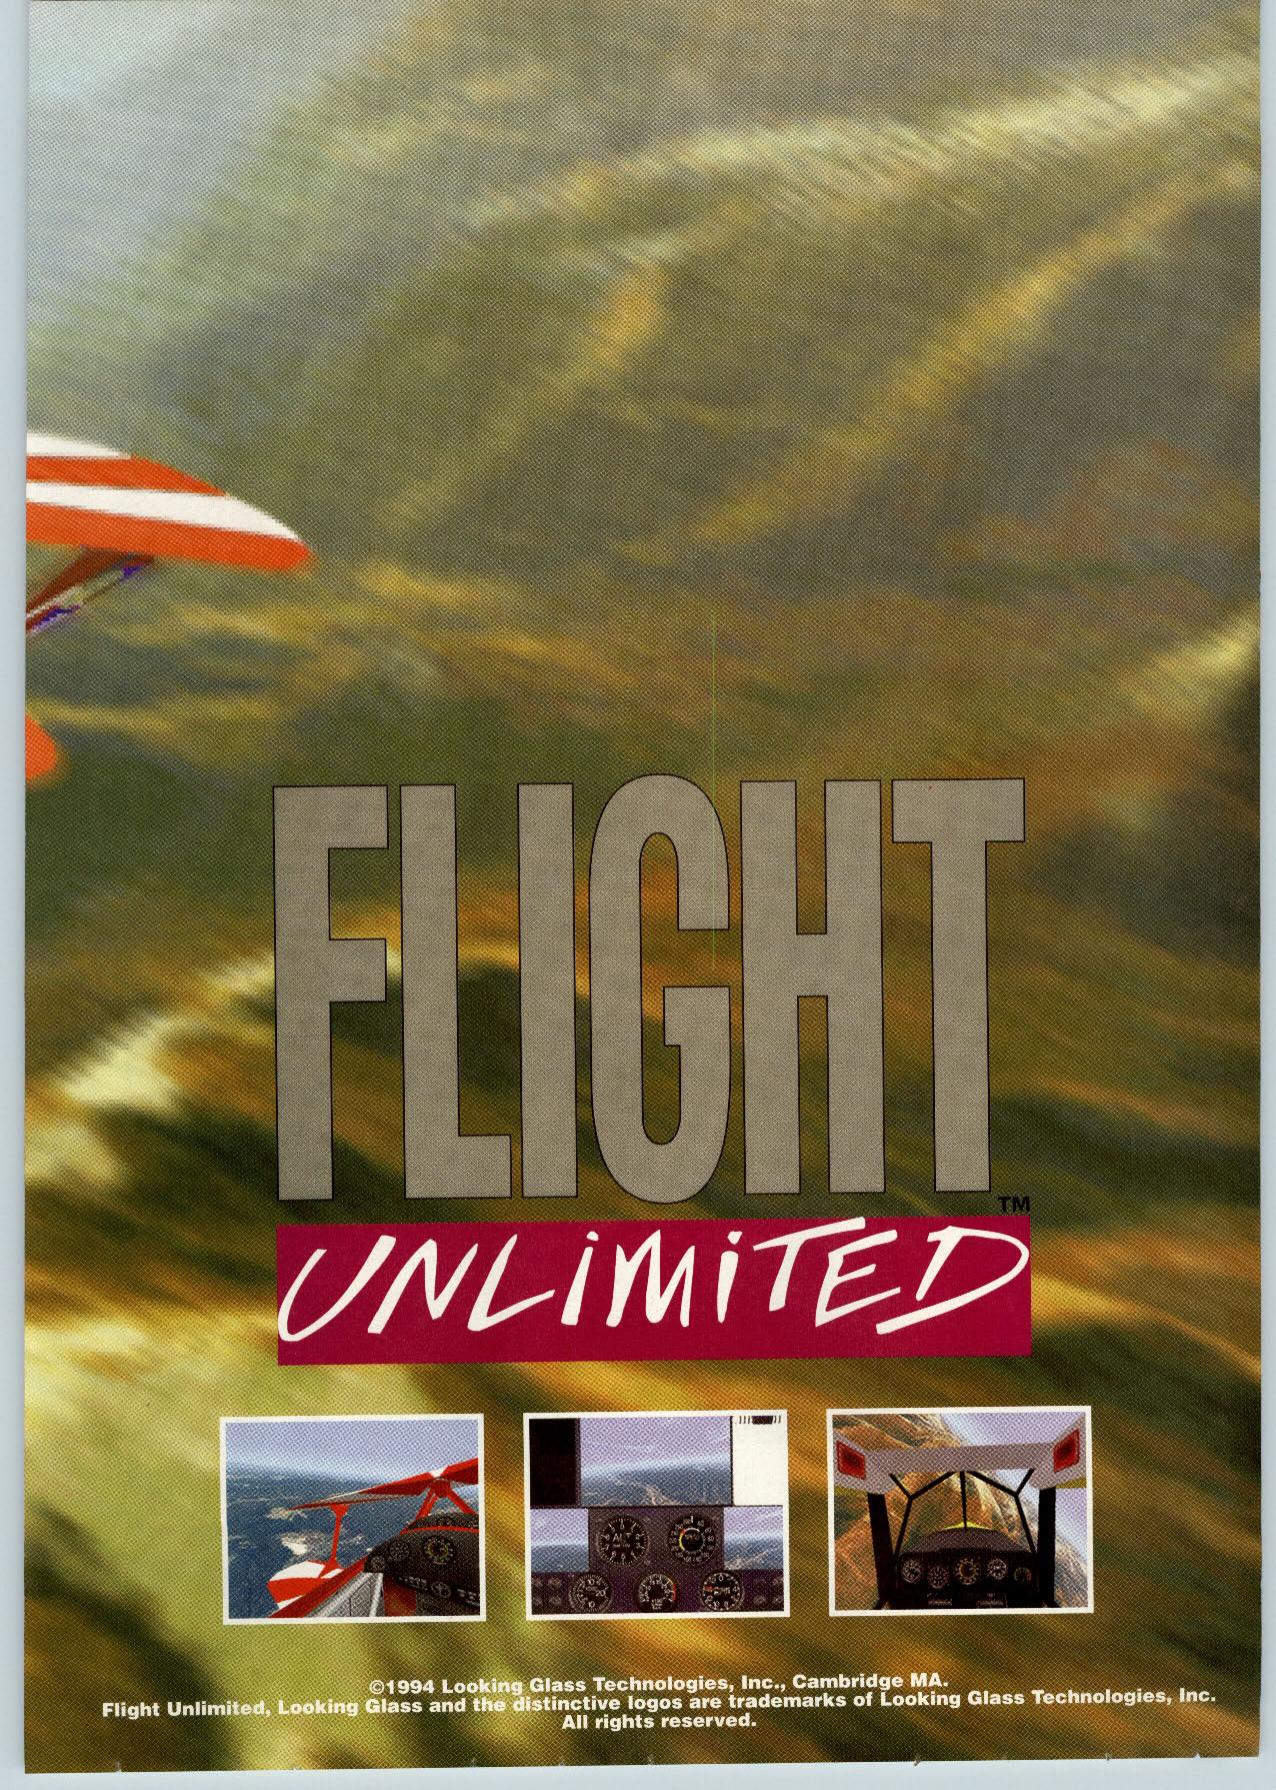 FLIGHT
TM
UNLiMiTED
©1994 Looking Glass Technologies, Inc., Cambridge MA.
Flight Unlimited, Looking Glass and the distinctive logos are trademarks of Looking Glass Technologies, Inc.
All rights reserved.